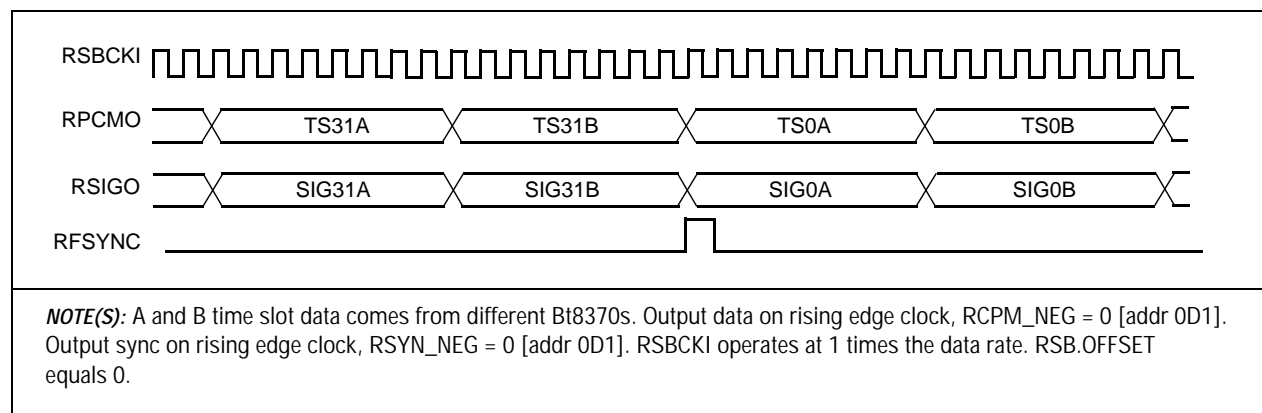 RSBCKI
RPCMO TS31A TS31B TS0A TS0B
RSIGO SIG31A SIG31B SIG0A SIG0B
RFSYNC
NOTE(S): A and B time slot data comes from different Bt8370s. Output data on rising edge clock, RCPM_NEG = 0 [addr 0D1].
Output sync on rising edge clock, RSYN_NEG = 0 [addr 0D1]. RSBCKI operates at 1 times the data rate. RSB.OFFSET
equals 0.